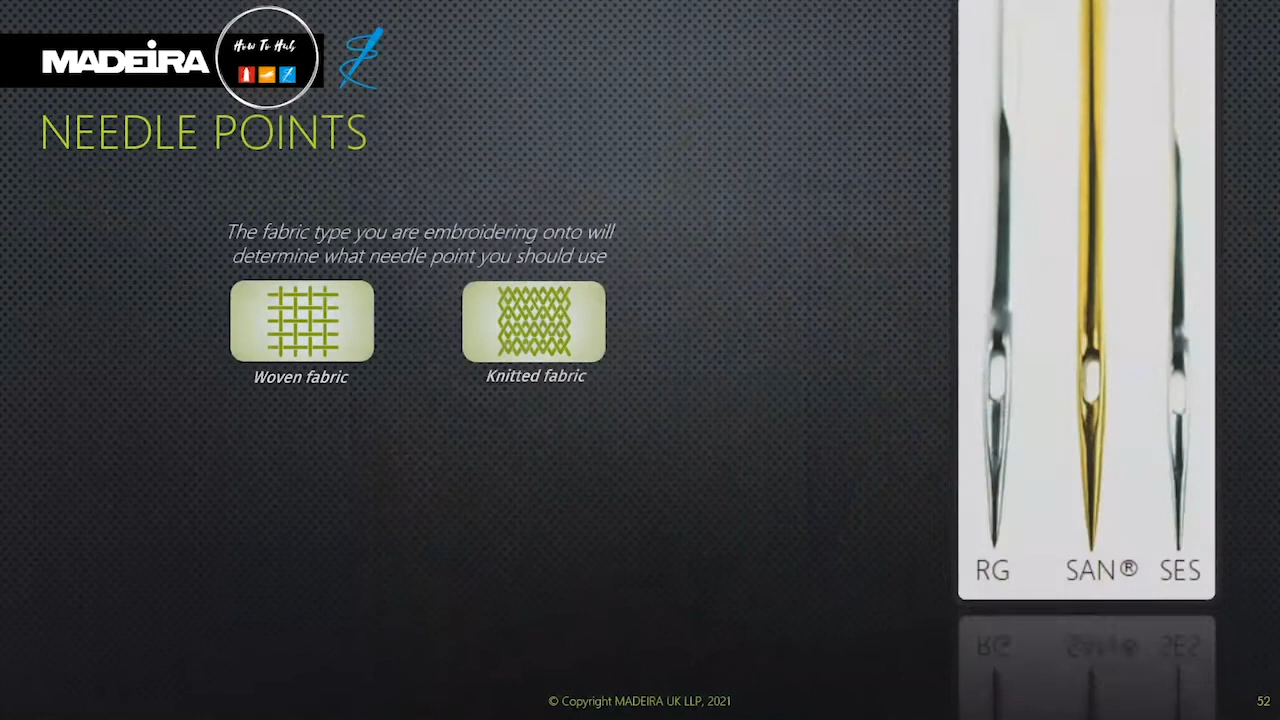 MADEIRA
How To Hub
NEEDLE POINTS
The fabric type you are embroidering onto will
determine what needle point you should use
Woven fabric
Knitted fabric
RG
SAN®
SES
© Copyright MADEIRA UK LLP, 2021
52